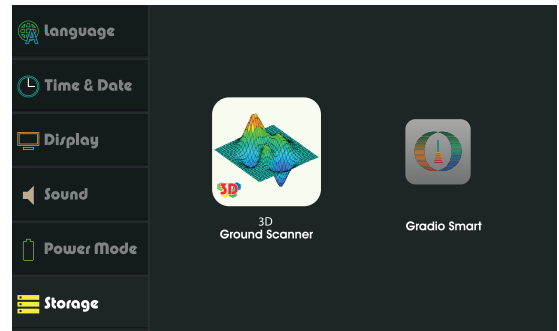 Language
Time & Date
Display
Sound
Power Mode
Storage
3D
3D
Ground Scanner
Gradio Smart